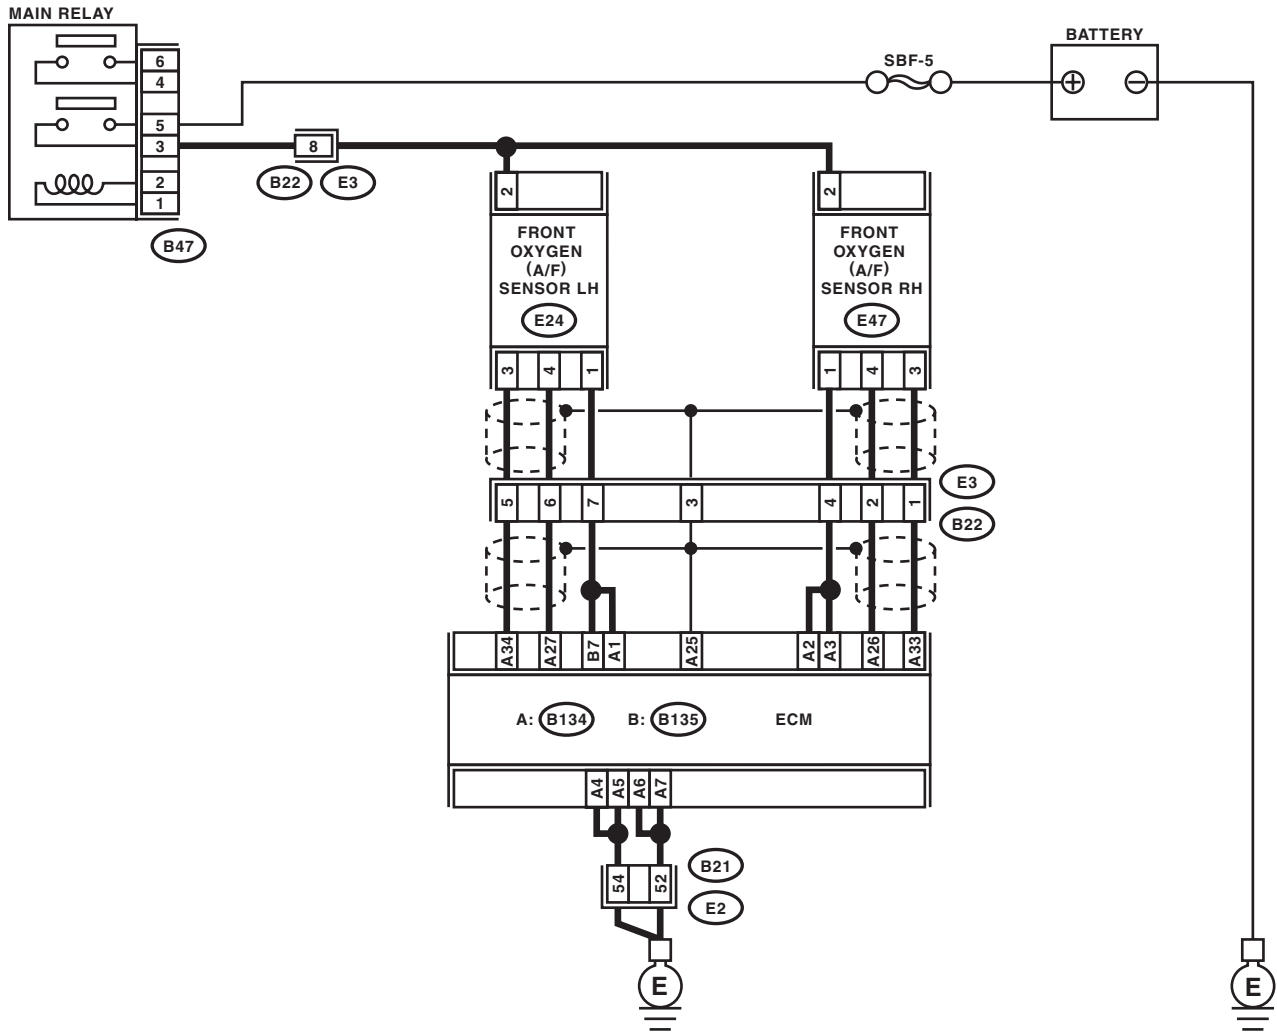 MAIN RELAY
BATTERY
SBF-5
6
4
5
3
2
1
8
B22
E3
B47
2
2
FRONT
OXYGEN
(A/F)
SENSOR LH
E24
FRONT
OXYGEN
(A/F)
SENSOR RH
E47
3 4 1
1 4 3
E3
5 6 7 3 4 2 1
B22
A34 A27 B7 A1 A25 A2 A3 A26 A33
A: B134 B: B135 ECM
A4 A5 A6 A7
B21
54 52
E2
E
E